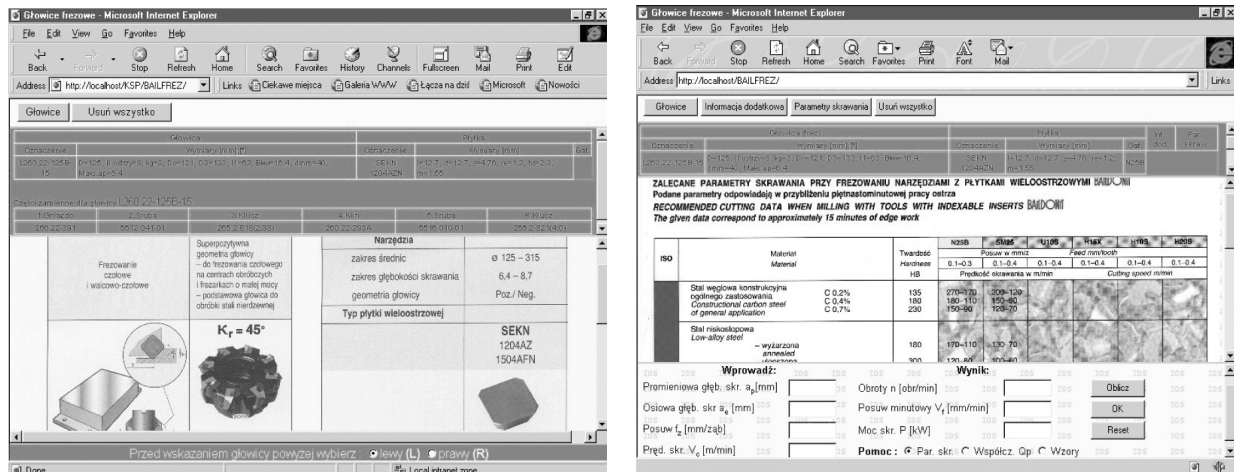 Głowice frezowe - Microsoft Internet Explorer
File Edit View Go Favorites Help
Back Forward Stop Refresh Home Search Favorites History Channels Fullscreen Mail Print Edit
Address http://localhost/KSP/BAILFREZ/ Links Ciekawe miejsca Galeria WWW Łącza na dziś Microsoft Nowości
Głowice Usuń wszystko
Głowica Płytka
Oznaczenie Wymiary [mm] [°] Oznaczenie Wymiary [mm] Gat.
Części zamienne dla głowicy L260.22-125B-15
1.Gniazdo 2.Śruba 3.Klucz 4.Kkn 5.Śruba 6.Klucz
Frezowanie
czołowe
i walcowo-czołowe
Superpozytywna
geometria głowicy
– do frezowania czołowego
na centrach obróbczych
i frezarkach o małej mocy
– podstawowa głowica do
obróbki stali nierdzewnej
Kr = 45°
Narzędzia
zakres średnic ø 125 – 315
zakres głębokości skrawania 6,4 – 8,7
geometria głowicy Poz./ Neg.
Typ płytki wieloostrzowej
SEKN
1204AZ
1504AFN
Przed wskazaniem głowicy powyżej wybierz : lewy (L) prawy (R)
Done Local intranet zone
Głowice frezowe - Microsoft Internet Explorer
File Edit View Go Favorites Help
Back Forward Stop Refresh Home Search Favorites Print Font Mail
Address http://localhost/BAILFREZ/ Links
Głowice Informacja dodatkowa Parametry skrawania Usuń wszystko
Głowica (frez) Płytka Inf. Par.
Oznaczenie Wymiary [mm] [°] Oznaczenie Wymiary [mm] Gat. dod. skraw.
ZALECANE PARAMETRY SKRAWANIA PRZY FREZOWANIU NARZĘDZIAMI Z PŁYTKAMI WIELOOSTRZOWYMI BAILDONIT
Podane parametry odpowiadają w przybliżeniu piętnastominutowej pracy
ostrza
RECOMMENDED CUTTING DATA WHEN MILLING WITH TOOLS WITH INDEXABLE INSERTS BAILDONIT
The given data correspond to approximately 15 minutes of edge work
N25B SM25 U10S H15X H10S H20S
ISO Materiał Material Twardość Hardness HB
Posuw w mm/z Feed mm/tooth
0.1–0.3 0.1–0.4 0.1–0.4 0.1–0.4 0.1–0.4 0.1–0.4
Prędkość skrawania w m/min Cutting speed m/min
Stal węglowa konstrukcyjna
ogólnego zastosowania C 0,2% 135 270–170 200–120
Constructional carbon steel C 0,4% 180 180–110 150–90
of general application C 0,7% 230 150–90 120–70
Stal niskostopowa
Low-alloy steel
– wyżarzona 180 170–110 130–70
annealed
Wprowadź: Wynik:
Promieniowa głęb. skr. ap[mm] Obroty n [obr/min] Oblicz
Osiowa głęb. skr ae [mm] Posuw minutowy Vf [mm/min] OK
Posuw fz [mm/ząb] Moc skr. P [kW] Reset
Pręd. skr. Vc [m/min] Pomoc : Par. skr. Współcz. Qp Wzory